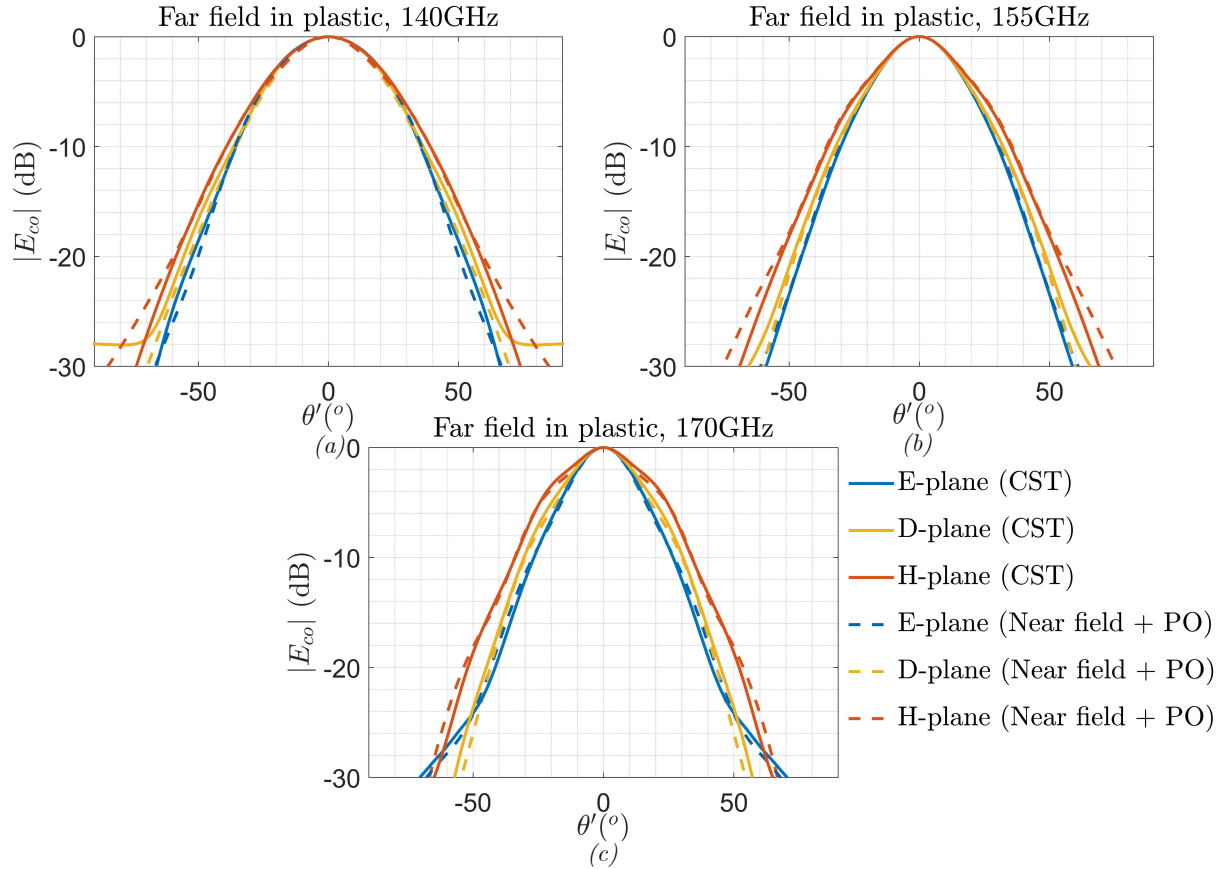 Far field in plastic, 140GHz
0
-10
-20
-30
|E_co| (dB)
-50 0 50
θ'(°)
(a)
Far field in plastic, 155GHz
0
-10
-20
-30
|E_co| (dB)
-50 0 50
θ'(°)
(b)
Far field in plastic, 170GHz
0
-10
-20
-30
|E_co| (dB)
-50 0 50
θ'(°)
(c)
E-plane (CST)
D-plane (CST)
H-plane (CST)
E-plane (Near field + PO)
D-plane (Near field + PO)
H-plane (Near field + PO)